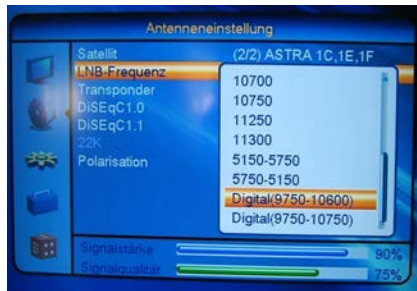 Antenneneinstellung
Satellit (2/2) ASTRA 1C,1E,1F
LNB-Frequenz
Transponder
DiSEqC1.0
DiSEqC1.1
22K
Polarisation
10700
10750
11250
11300
5150-5750
5750-5150
Digital(9750-10600)
Digital(9750-10750)
Signalstärke 90%
Signalqualität 75%